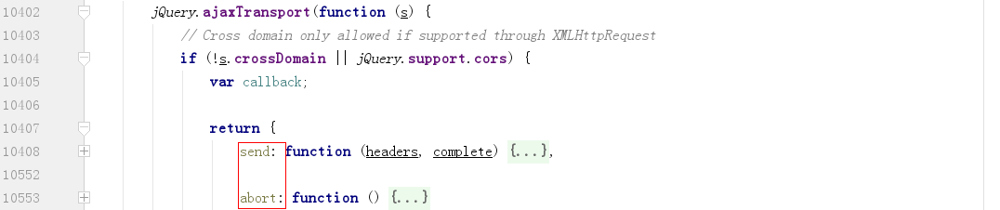 10402 jQuery.ajaxTransport(function (s) {
10403 // Cross domain only allowed if supported through XMLHttpRequest
10404 if (!s.crossDomain || jQuery.support.cors) {
10405 var callback;
10406
10407 return {
10408 send: function (headers, complete) {...},
10552
10553 abort: function () {...}